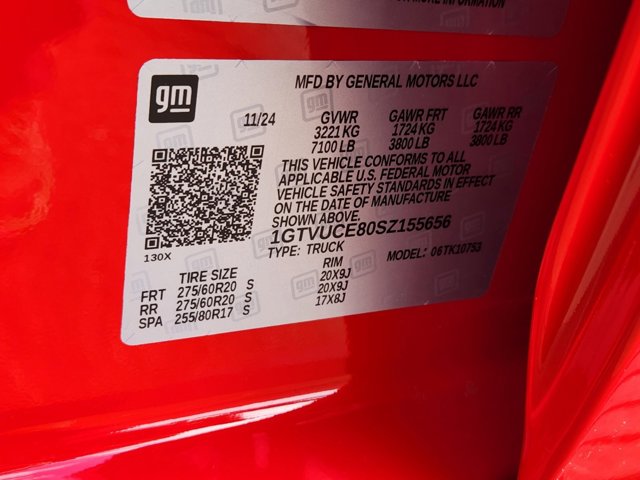 gm
MFD BY GENERAL MOTORS LLC
11/24 GVWR GAWR FRT GAWR RR
3221 KG 1724 KG 1724 KG
7100 LB 3800 LB 3800 LB
THIS VEHICLE CONFORMS TO ALL
APPLICABLE U.S. FEDERAL MOTOR
VEHICLE SAFETY STANDARDS IN EFFECT
ON THE DATE OF MANUFACTURE
SHOWN ABOVE.
1GTVUCE80SZ155656
TYPE: TRUCK MODEL: 06TK10753
130X
TIRE SIZE RIM
FRT 275/60R20 S 20X9J
RR 275/60R20 S 20X9J
SPA 255/80R17 S 17X8J